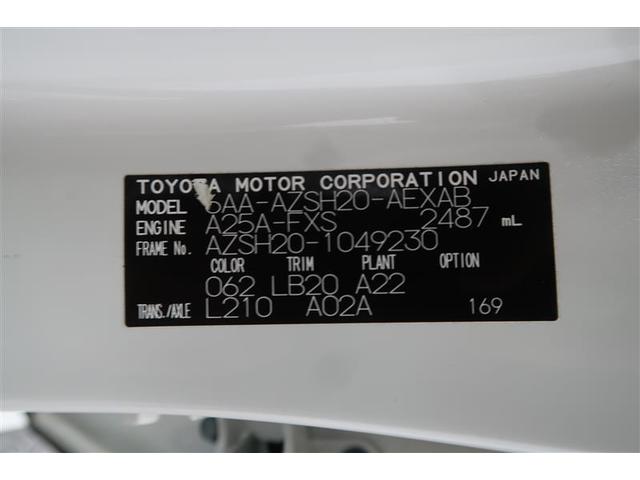 TOYOTA MOTOR CORPORATION JAPAN
MODEL 6AA-AZSH20-AEXAB
ENGINE A25A-FXS 2487 mL
FRAME No. AZSH20-1049230
COLOR TRIM PLANT OPTION
062 LB20 A22
TRANS./AXLE L210 A02A 169